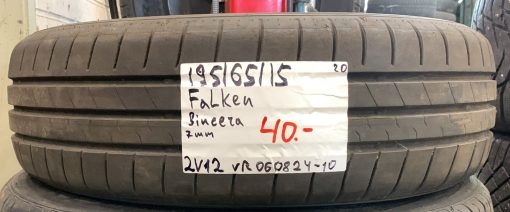 195/65/15
20
Falken
Sincera
7mm
40.-
2V12 VR060824-10